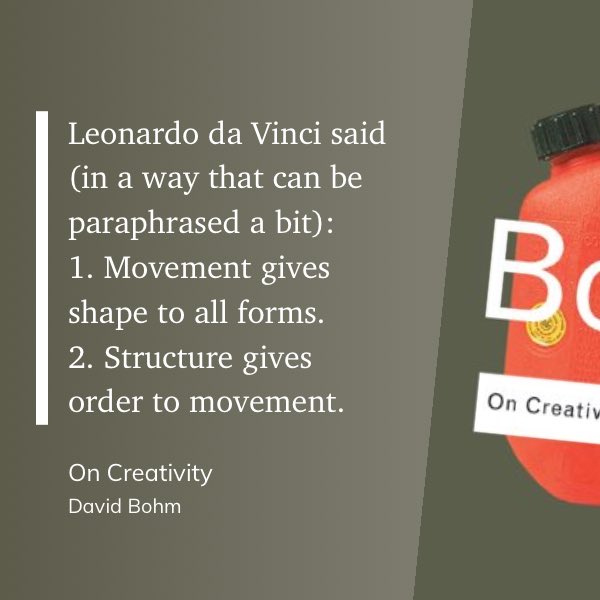 Leonardo da Vinci said
(in a way that can be
paraphrased a bit):
1. Movement gives
shape to all forms.
2. Structure gives
order to movement.
On Creativity
David Bohm
Bo
On Creativ